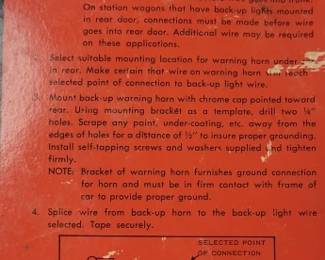 On station wagons that have back-up lights mounted
in rear door, connections must be made before wire
goes into rear door. Additional wire may be required
on these applications.
Select suitable mounting location for warning horn under
in rear. Make certain that wire on warning horn will reach
selected point of connection to back-up light wire.
3. Mount back-up warning horn with chrome cap pointed toward
rear. Using mounting bracket as a template, drill two ⅛"
holes. Scrape any paint, under-coating, etc. away from the
edges of holes for a distance of ½" to insure proper grounding.
Install self-tapping screws and washers supplied and tighten
firmly.
NOTE: Bracket of warning horn furnishes ground connection
for horn and must be in firm contact with frame of
car to provide proper ground.
4. Splice wire from back-up horn to the back-up light wire
selected. Tape securely.
SELECTED POINT
OF CONNECTION